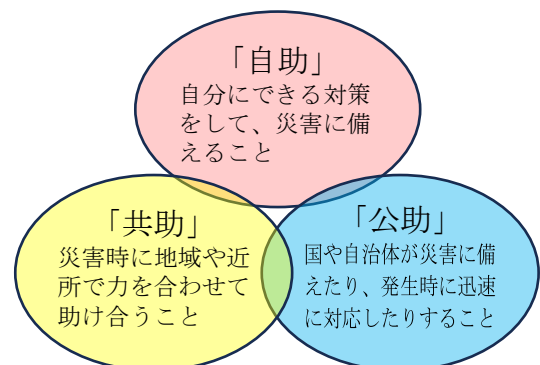 「自助」
自分にできる対策
をして、災害に備
えること
「共助」
災害時に地域や近
所で力を合わせて
助け合うこと
「公助」
国や自治体が災害に備
えたり、発生時に迅速
に対応したりすること